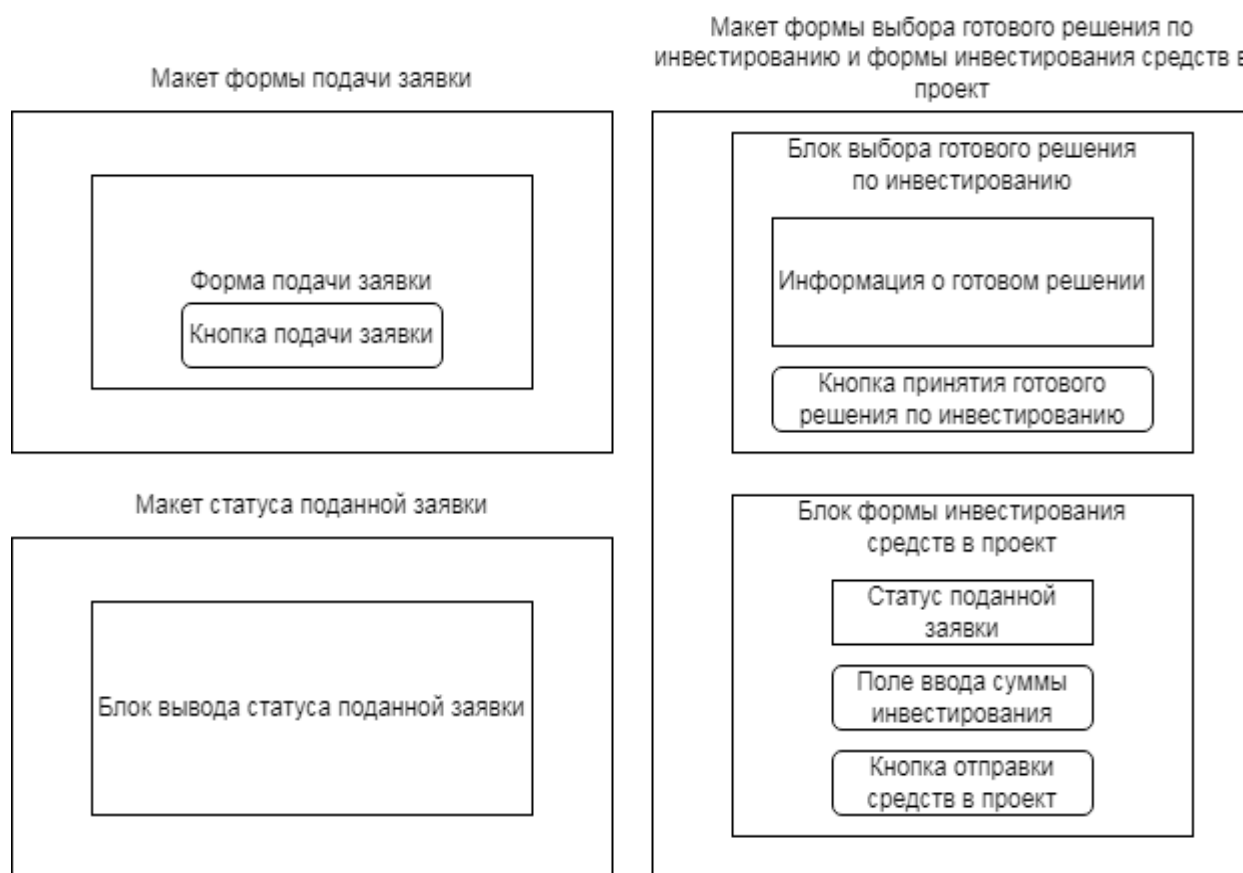 Макет формы подачи заявки
Форма подачи заявки
Кнопка подачи заявки
Макет статуса поданной заявки
Блок вывода статуса поданной заявки
Макет формы выбора готового решения по
инвестированию и формы инвестирования средств в
проект
Блок выбора готового решения
по инвестированию
Информация о готовом решении
Кнопка принятия готового
решения по инвестированию
Блок формы инвестирования
средств в проект
Статус поданной
заявки
Поле ввода суммы
инвестирования
Кнопка отправки
средств в проект